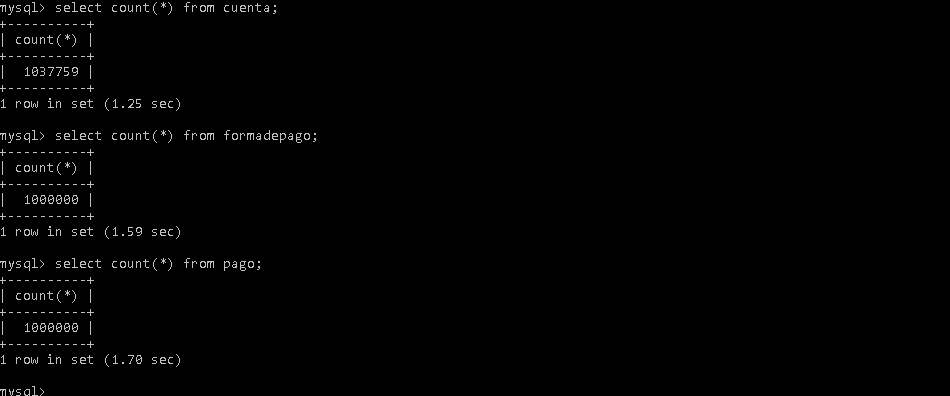 mysql> select count(*) from cuenta;
+----------+
| count(*) |
+----------+
|  1037759 |
+----------+
1 row in set (1.25 sec)

mysql> select count(*) from formadepago;
+----------+
| count(*) |
+----------+
|  1000000 |
+----------+
1 row in set (1.59 sec)

mysql> select count(*) from pago;
+----------+
| count(*) |
+----------+
|  1000000 |
+----------+
1 row in set (1.70 sec)

mysql>